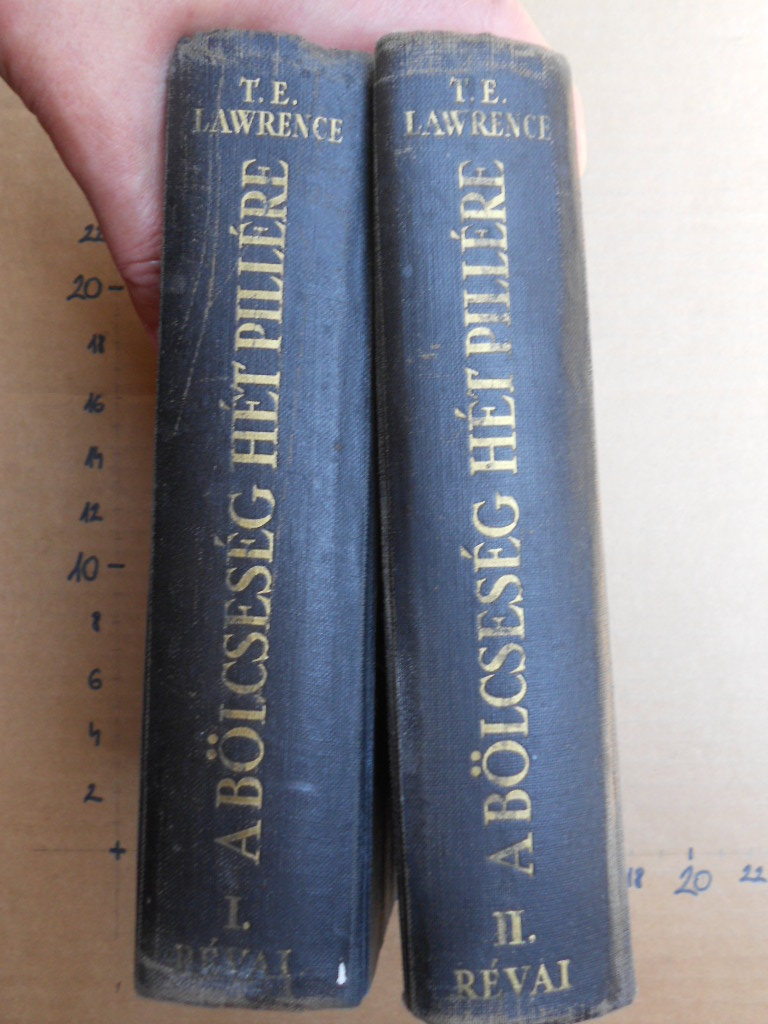 T. E.
LAWRENCE
A BÖLCSESÉG HÉT PILLÉRE
I.
RÉVAI
T. E.
LAWRENCE
A BÖLCSESÉG HÉT PILLÉRE
II.
RÉVAI
22
20
18
16
14
12
10
8
6
4
2
18 20 22